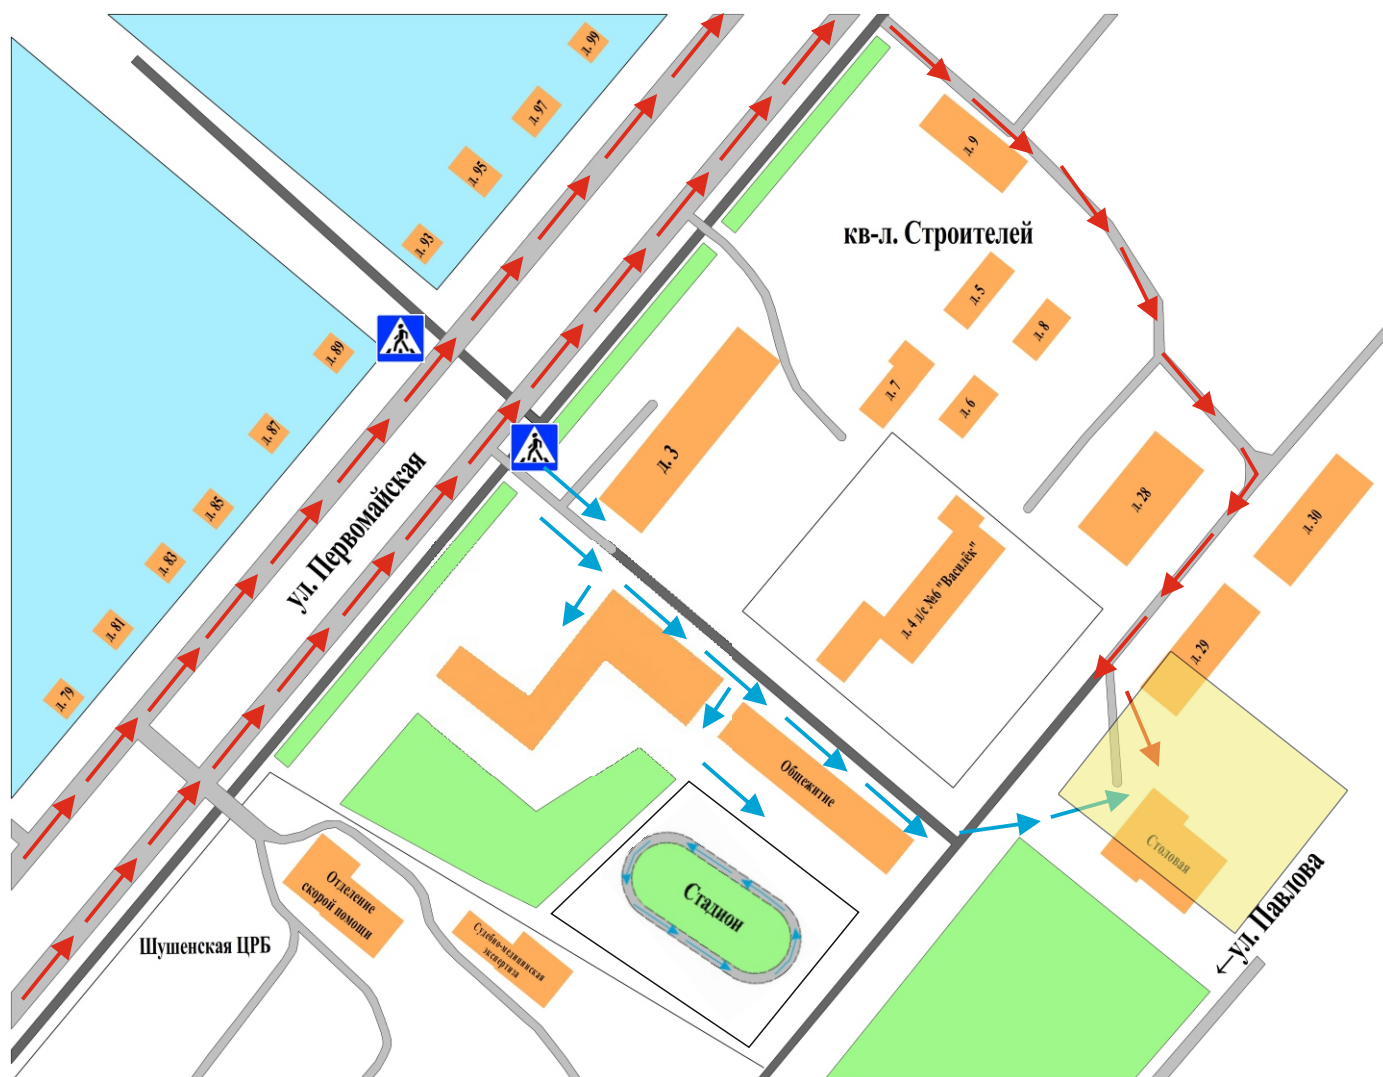 д. 99
д. 97
д. 95
д. 93
д. 9
кв-л. Строителей
д. 5
д. 8
д. 7
д. 6
д. 89
д. 87
д. 85
д. 83
д. 81
д. 79
ул. Первомайская
д. 3
д. 28
д. 30
д. 4 д/с №6 "Василёк"
д. 29
Общежитие
Столовая
←ул. Павлова
Стадион
Отделение
скорой помощи
Судебно-медицинская
экспертиза
Шушенская ЦРБ